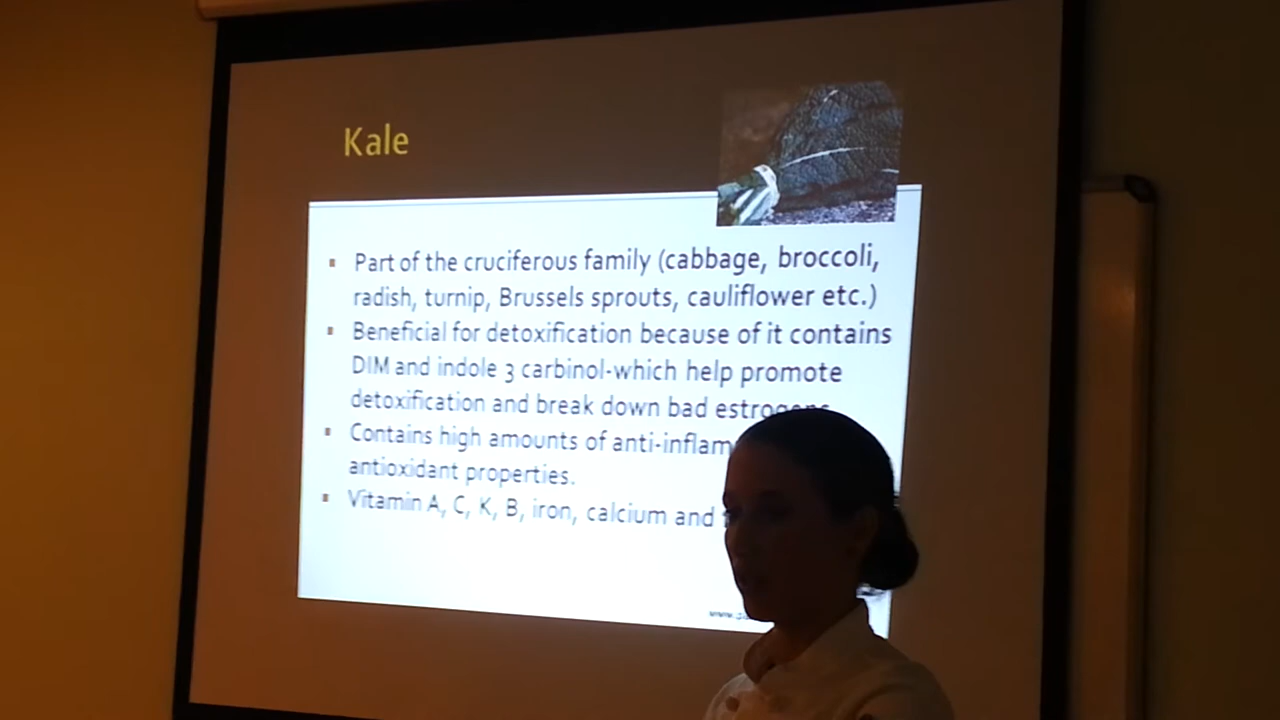 Kale
Part of the cruciferous family (cabbage, broccoli,
radish, turnip, Brussels sprouts, cauliflower etc.)
Beneficial for detoxification because of it contains
DIM and indole 3 carbinol-which help promote
detoxification and break down bad
Contains high amounts of
antioxidant properties.
Vitamin A, C, K, B, iron, calcium and